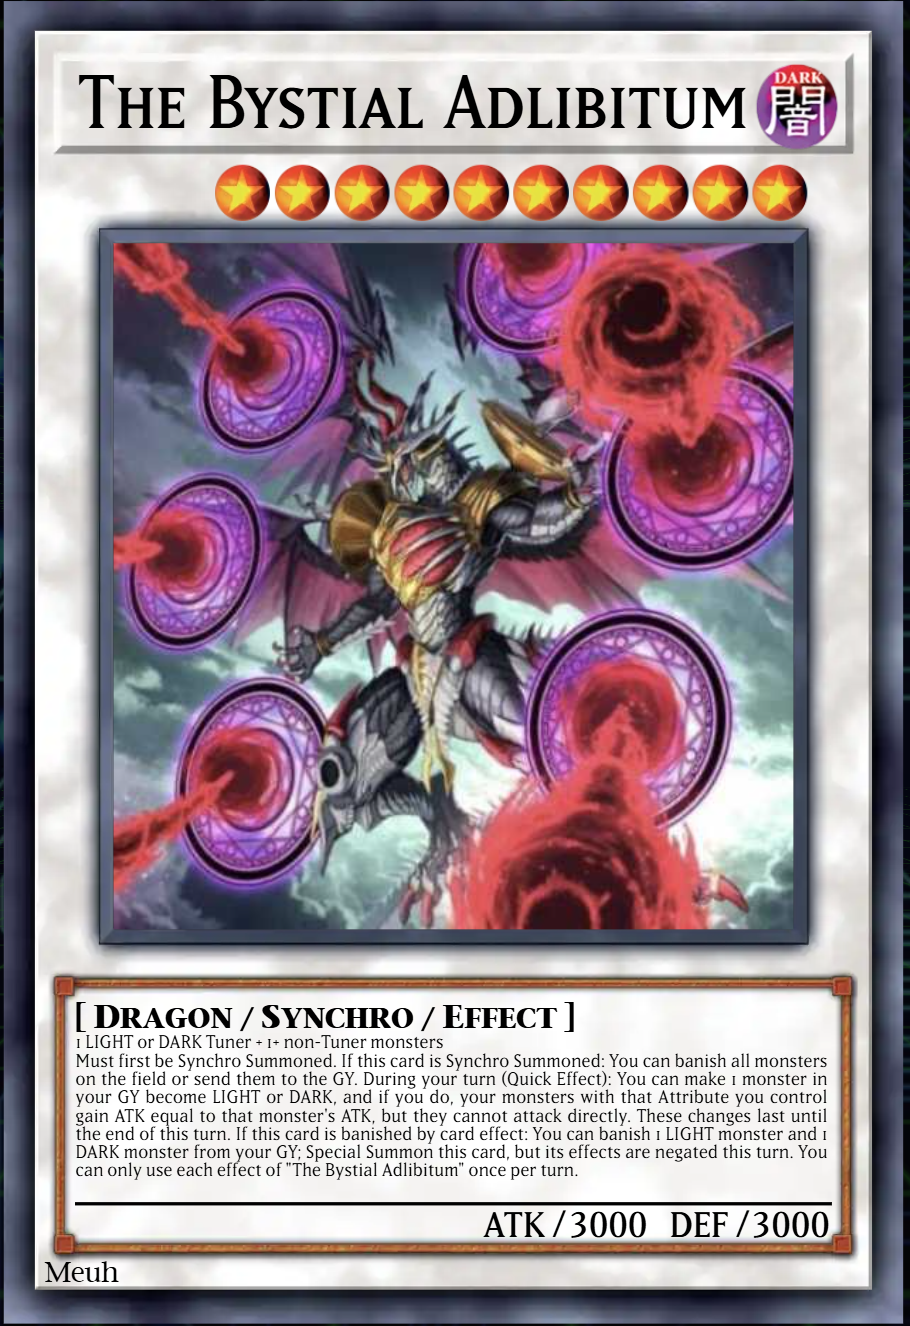 The Bystial Adlibitum
DARK
闇
[ Dragon / Synchro / Effect ]
1 LIGHT or DARK Tuner + 1+ non-Tuner monsters
Must first be Synchro Summoned. If this card is Synchro Summoned: You can banish all monsters
on the field or send them to the GY. During your turn (Quick Effect): You can make 1 monster in
your GY become LIGHT or DARK, and if you do, your monsters with that Attribute you control
gain ATK equal to that monster's ATK, but they cannot attack directly. These changes last until
the end of this turn. If this card is banished by card effect: You can banish 1 LIGHT monster and 1
DARK monster from your GY; Special Summon this card, but its effects are negated this turn. You
can only use each effect of "The Bystial Adlibitum" once per turn.
ATK / 3000 DEF / 3000
Meuh